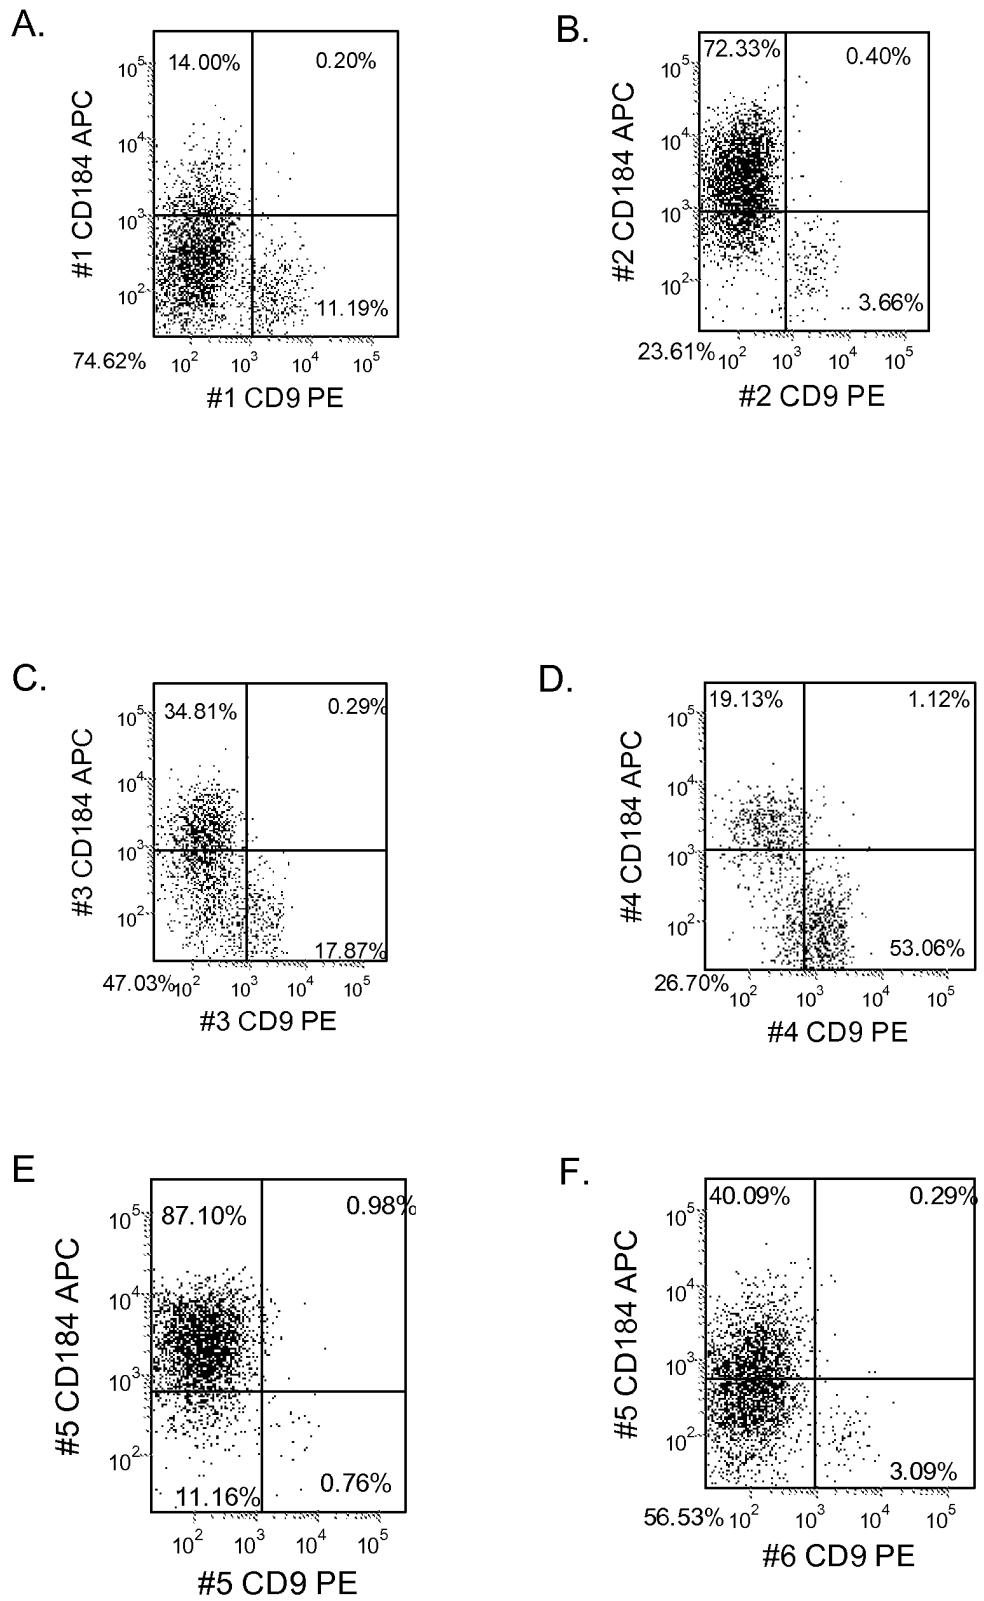 A.
#1 CD184 APC
14.00% 0.20%
10⁵
10⁴
10³
10²
11.19%
74.62% 10² 10³ 10⁴ 10⁵
#1 CD9 PE
B.
#2 CD184 APC
72.33% 0.40%
10⁵
10⁴
10³
10²
3.66%
23.61% 10² 10³ 10⁴ 10⁵
#2 CD9 PE
C.
#3 CD184 APC
34.81% 0.29%
10⁵
10⁴
10³
10²
17.87%
47.03% 10² 10³ 10⁴ 10⁵
#3 CD9 PE
D.
#4 CD184 APC
19.13% 1.12%
10⁵
10⁴
10³
10²
53.06%
26.70% 10² 10³ 10⁴ 10⁵
#4 CD9 PE
E
#5 CD184 APC
87.10% 0.98%
10⁵
10⁴
10³
10²
11.16% 0.76%
10² 10³ 10⁴ 10⁵
#5 CD9 PE
F.
#5 CD184 APC
40.09% 0.29%
10⁵
10⁴
10³
10²
3.09%
56.53% 10² 10³ 10⁴ 10⁵
#6 CD9 PE